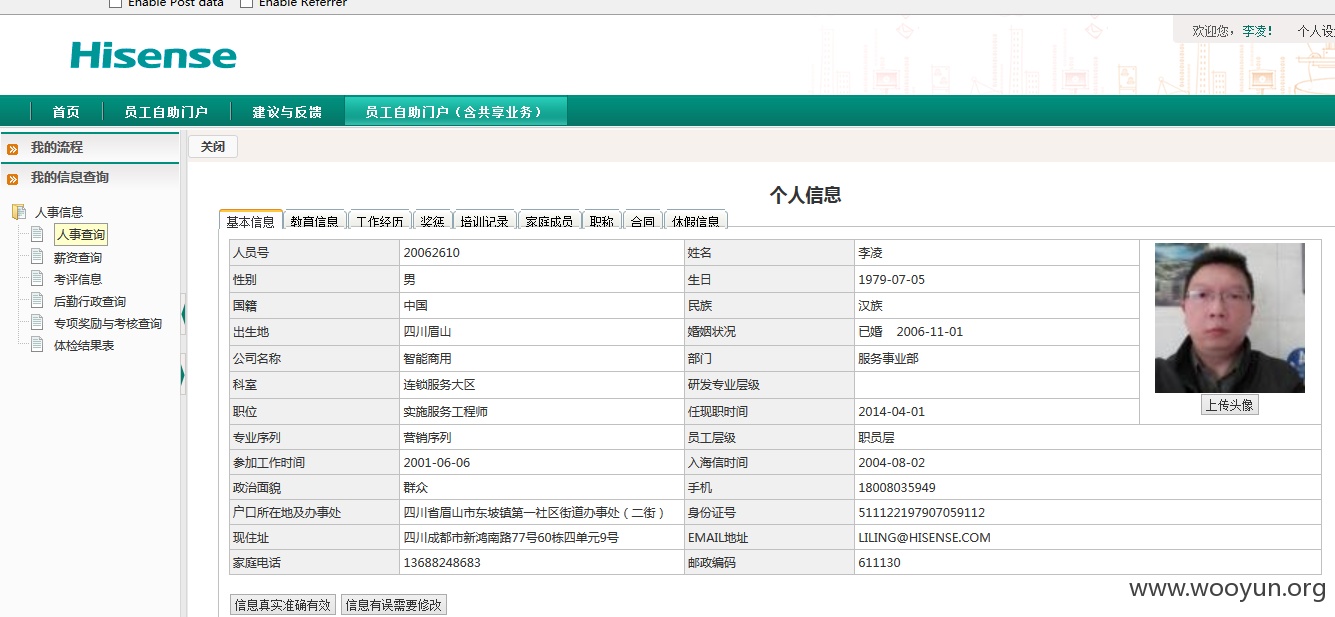 Enable Post data Enable Referrer
Hisense
欢迎您，李凌！ 个人设
首页 员工自助门户 建议与反馈 员工自助门户（含共享业务）
我的流程
关闭
我的信息查询
个人信息
人事信息
人事查询
薪资查询
考评信息
后勤行政查询
专项奖励与考核查询
体检结果表
基本信息 教育信息 工作经历 奖惩 培训记录 家庭成员 职称 合同 休假信息
人员号 20062610 姓名 李凌
性别 男 生日 1979-07-05
国籍 中国 民族 汉族
出生地 四川眉山 婚姻状况 已婚 2006-11-01
公司名称 智能商用 部门 服务事业部
科室 连锁服务大区 研发专业层级
职位 实施服务工程师 任现职时间 2014-04-01
上传头像
专业序列 营销序列 员工层级 职员层
参加工作时间 2001-06-06 入海信时间 2004-08-02
政治面貌 群众 手机 18008035949
户口所在地及办事处 四川省眉山市东坡镇第一社区街道办事处（二街） 身份证号 511122197907059112
现住址 四川成都市新鸿南路77号60栋四单元9号 EMAIL地址 LILING@HISENSE.COM
家庭电话 13688248683 邮政编码 611130
信息真实准确有效 信息有误需要修改
www.wooyun.org